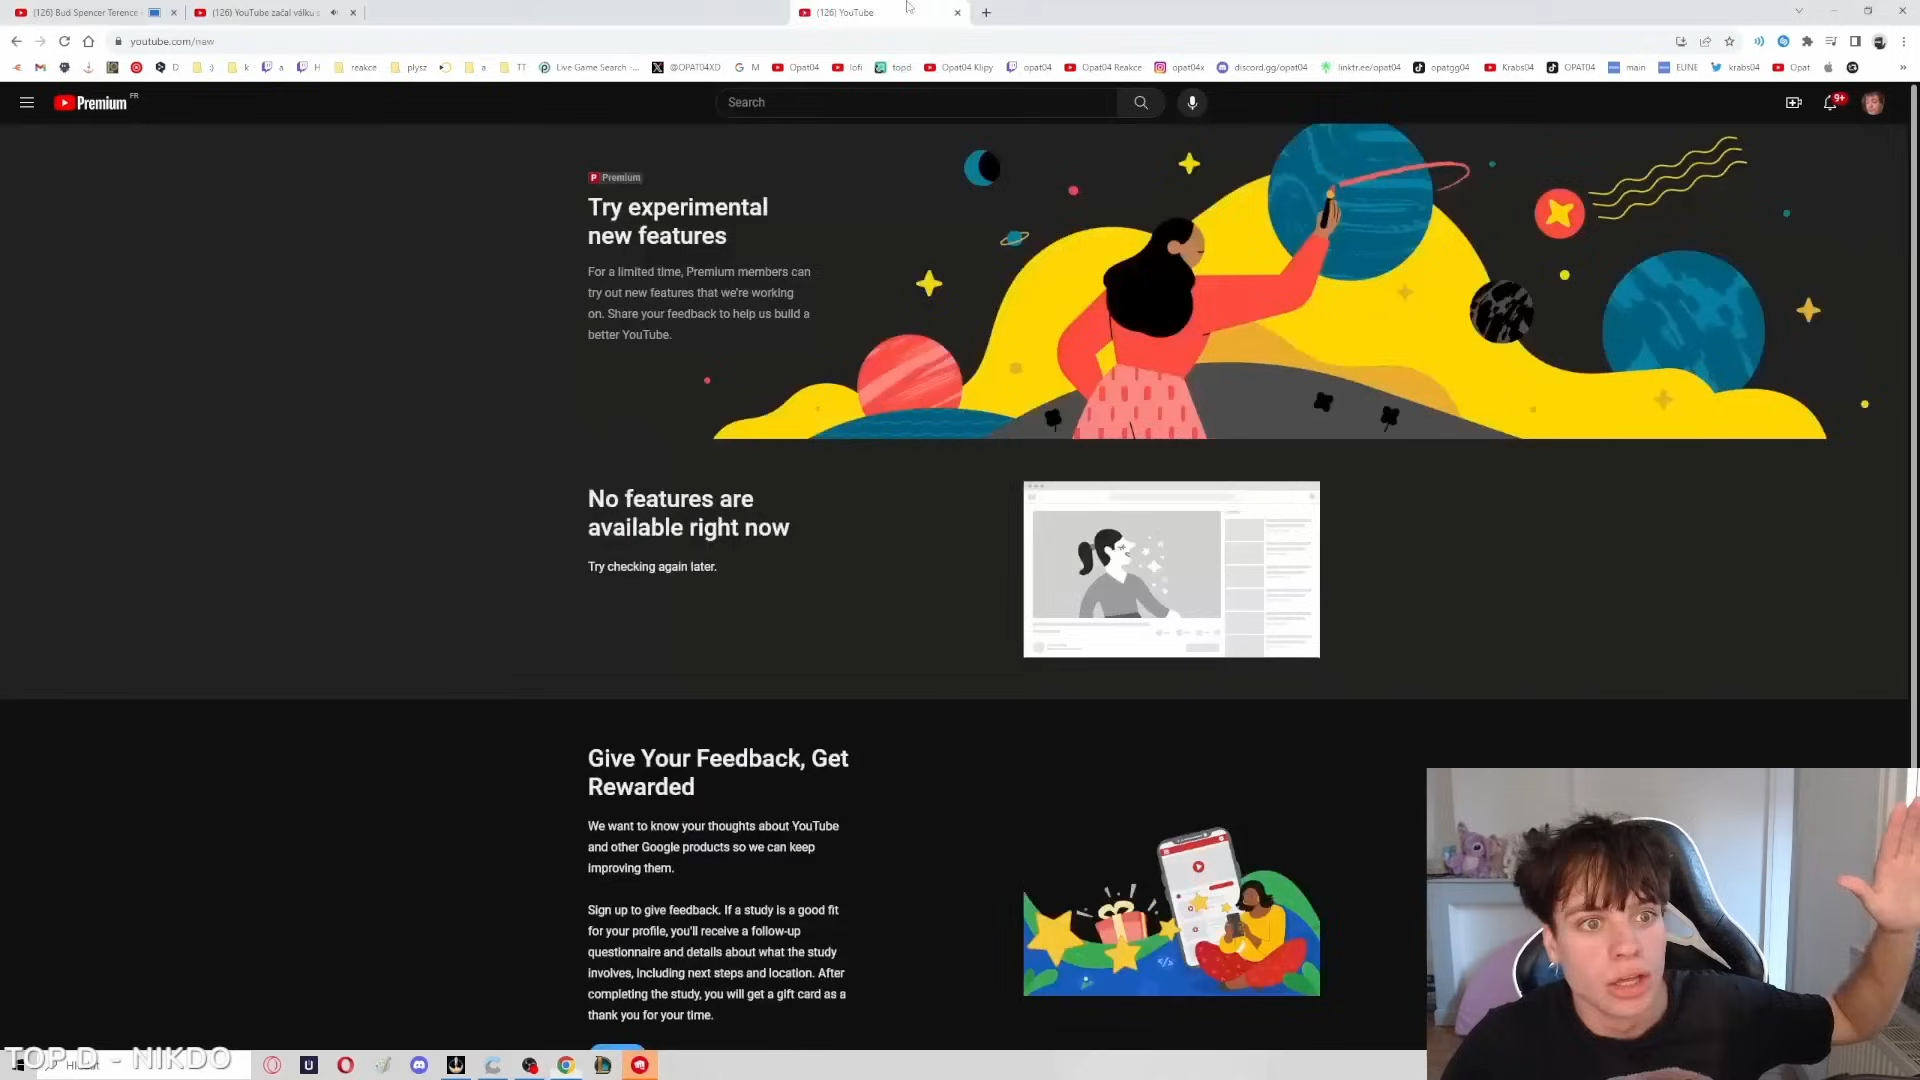 (126) Bud Spencer Terence
(126) YouTube začal válku s
(126) YouTube
youtube.com/new
D
:)
k
a
H
reakce
plysz
a
TT
Live Game Search -...
@OPAT04XD
M
Opat04
lofi
topd
Opat04 Klipy
opat04
Opat04 Reakce
opat04x
discord.gg/opat04
linktr.ee/opat04
opatgg04
Krabs04
OPAT04
main
EUNE
krabs04
Opat
Premium FR
Search
9+
P Premium
Try experimental
new features
For a limited time, Premium members can
try out new features that we're working
on. Share your feedback to help us build a
better YouTube.
No features are
available right now
Try checking again later.
Give Your Feedback, Get
Rewarded
We want to know your thoughts about YouTube
and other Google products so we can keep
improving them.
Sign up to give feedback. If a study is a good fit
for your profile, you'll receive a follow-up
questionnaire and details about what the study
involves, including next steps and location. After
completing the study, you will get a gift card as a
thank you for your time.
TOP D - NIKDO